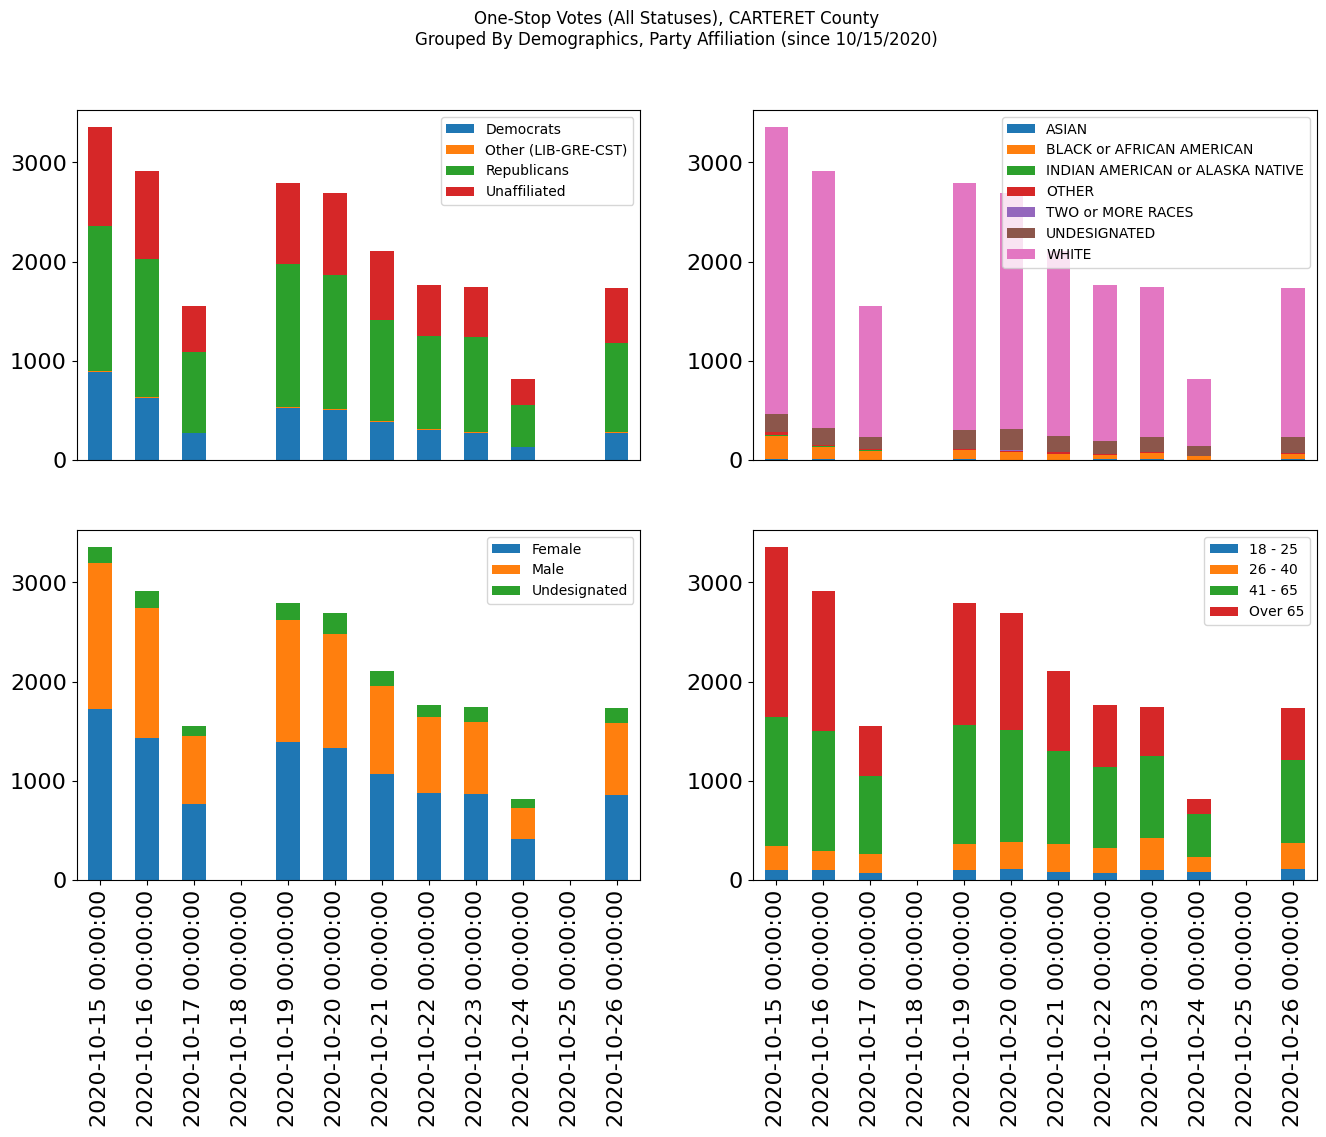 One-Stop Votes (All Statuses), CARTERET County
Grouped By Demographics, Party Affiliation (since 10/15/2020)
3000
2000
1000
0
Democrats
Other (LIB-GRE-CST)
Republicans
Unaffiliated
3000
2000
1000
0
ASIAN
BLACK or AFRICAN AMERICAN
INDIAN AMERICAN or ALASKA NATIVE
OTHER
TWO or MORE RACES
UNDESIGNATED
WHITE
3000
2000
1000
0
Female
Male
Undesignated
2020-10-15 00:00:00
2020-10-16 00:00:00
2020-10-17 00:00:00
2020-10-18 00:00:00
2020-10-19 00:00:00
2020-10-20 00:00:00
2020-10-21 00:00:00
2020-10-22 00:00:00
2020-10-23 00:00:00
2020-10-24 00:00:00
2020-10-25 00:00:00
2020-10-26 00:00:00
3000
2000
1000
0
18 - 25
26 - 40
41 - 65
Over 65
2020-10-15 00:00:00
2020-10-16 00:00:00
2020-10-17 00:00:00
2020-10-18 00:00:00
2020-10-19 00:00:00
2020-10-20 00:00:00
2020-10-21 00:00:00
2020-10-22 00:00:00
2020-10-23 00:00:00
2020-10-24 00:00:00
2020-10-25 00:00:00
2020-10-26 00:00:00